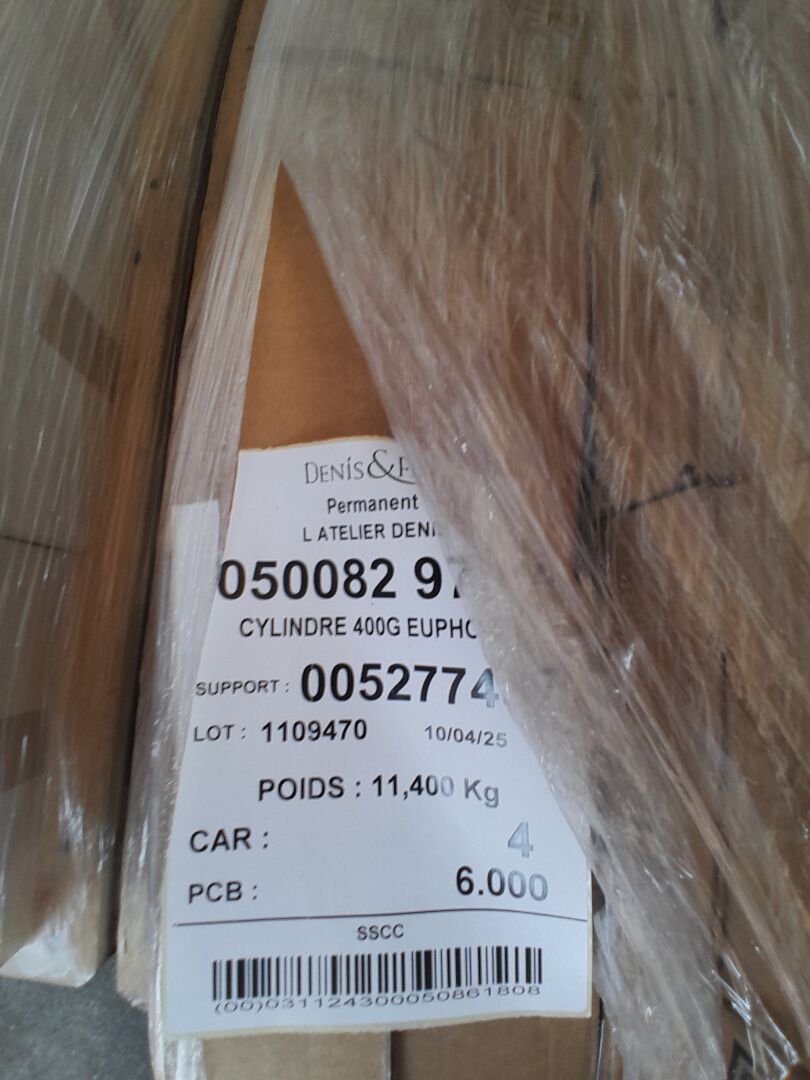 DENIS&F
Permanent
L ATELIER DENI
050082 97
CYLINDRE 400G EUPHO
SUPPORT : 0052774
LOT : 1109470 10/04/25
POIDS : 11,400 Kg
CAR : 4
PCB : 6.000
SSCC
(00)031124300050861808